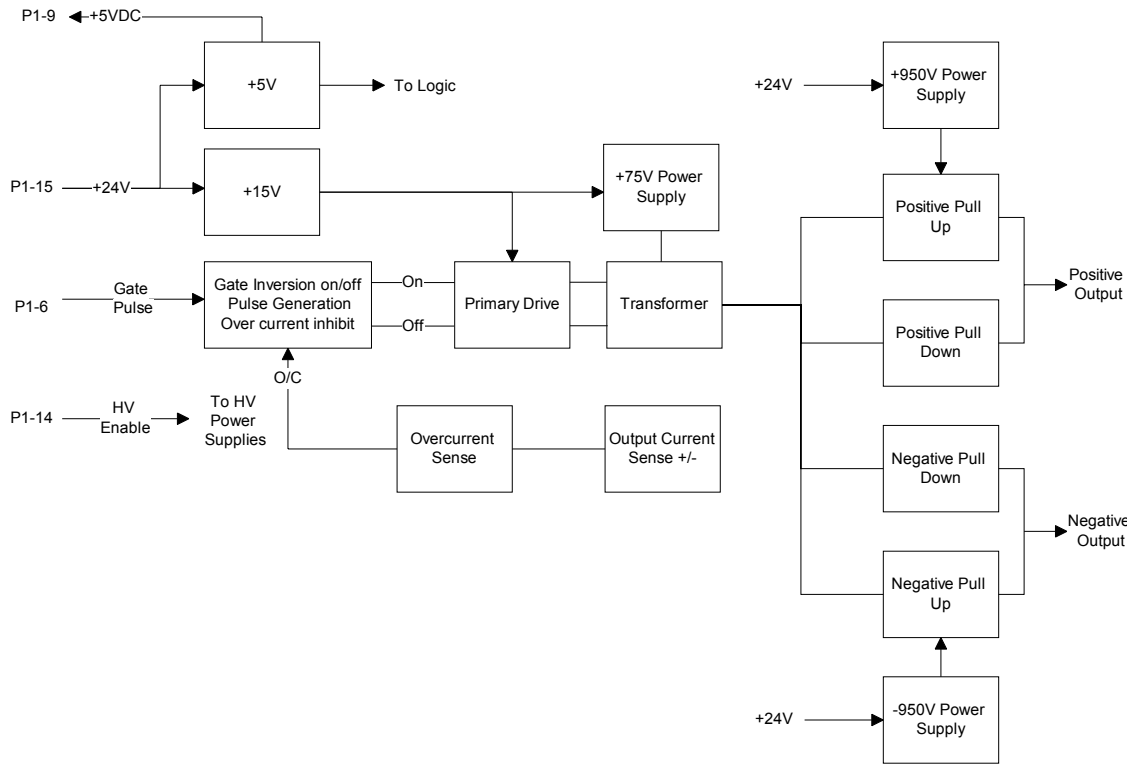 P1-9
+5VDC
+5V
To Logic
+24V
+950V Power
Supply
P1-15
+24V
+15V
+75V Power
Supply
Positive Pull
Up
P1-6
Gate
Pulse
Gate Inversion on/off
Pulse Generation
Over current inhibit
On
Off
Primary Drive
Transformer
Positive
Output
Positive Pull
Down
O/C
P1-14
HV
Enable
To HV
Power
Supplies
Overcurrent
Sense
Output Current
Sense +/-
Negative Pull
Down
Negative
Output
Negative Pull
Up
+24V
-950V Power
Supply